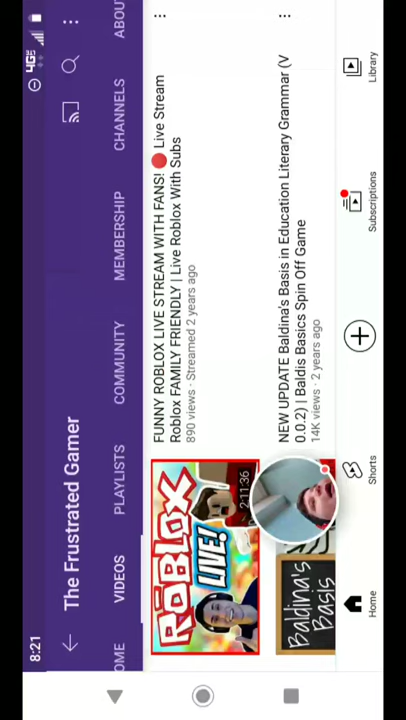 8:21
4GE
The Frustrated Gamer
OME
VIDEOS
PLAYLISTS
COMMUNITY
MEMBERSHIP
CHANNELS
ABOU
ROBLOX
LIVE!
2:11:36
FUNNY ROBLOX LIVE STREAM WITH FANS! 🔴 Live Stream
Roblox FAMILY FRIENDLY | Live Roblox With Subs
890 views · Streamed 2 years ago
Baldina's
Basis
NEW UPDATE Baldina's Basis in Education Literary Grammar (V
0.0.2) | Baldis Basics Spin Off Game
14K views · 2 years ago
Home
Shorts
Subscriptions
Library